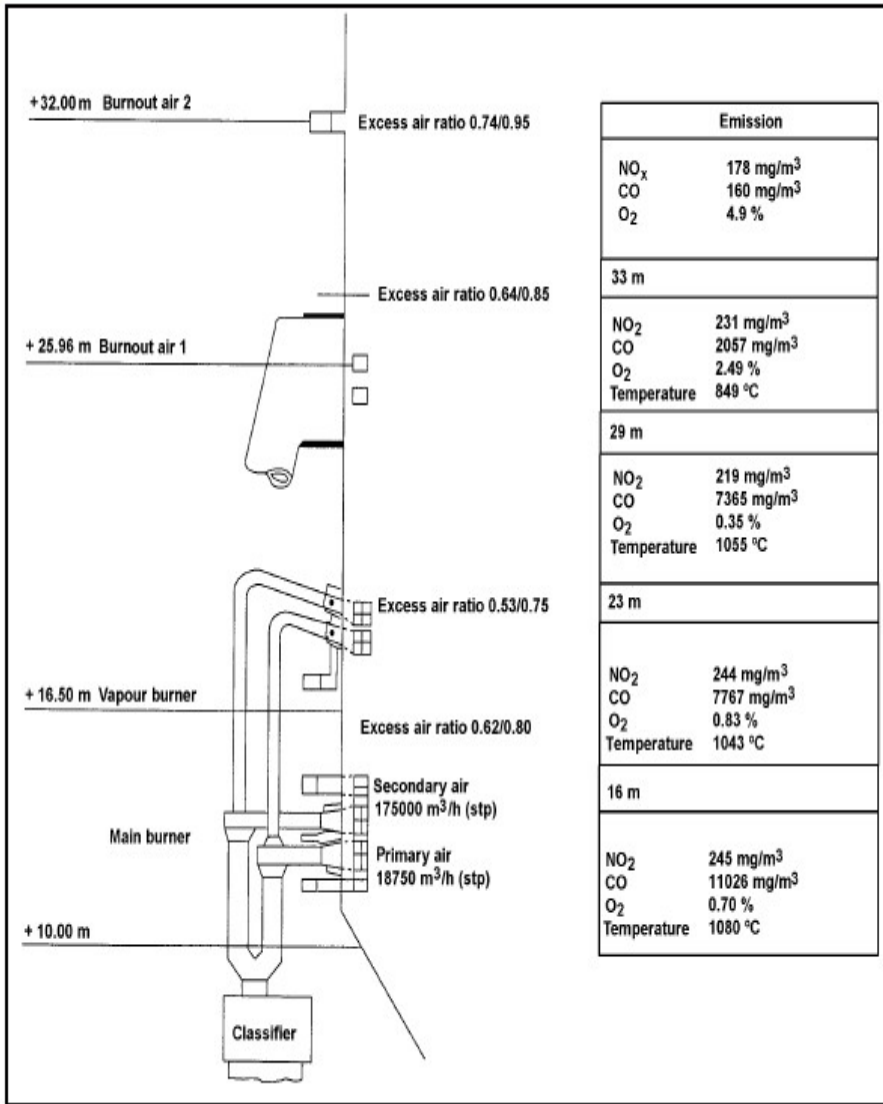 +32.00 m Burnout air 2
Excess air ratio 0.74/0.95
Excess air ratio 0.64/0.85
+ 25.96 m Burnout air 1
Excess air ratio 0.53/0.75
+ 16.50 m Vapour burner
Excess air ratio 0.62/0.80
Secondary air
175000 m³/h (stp)
Main burner
Primary air
18750 m³/h (stp)
+ 10.00 m
Classifier
Emission
NOₓ 178 mg/m³
CO 160 mg/m³
O₂ 4.9 %
33 m
NO₂ 231 mg/m³
CO 2057 mg/m³
O₂ 2.49 %
Temperature 849 ºC
29 m
NO₂ 219 mg/m³
CO 7365 mg/m³
O₂ 0.35 %
Temperature 1055 ºC
23 m
NO₂ 244 mg/m³
CO 7767 mg/m³
O₂ 0.83 %
Temperature 1043 ºC
16 m
NO₂ 245 mg/m³
CO 11026 mg/m³
O₂ 0.70 %
Temperature 1080 ºC